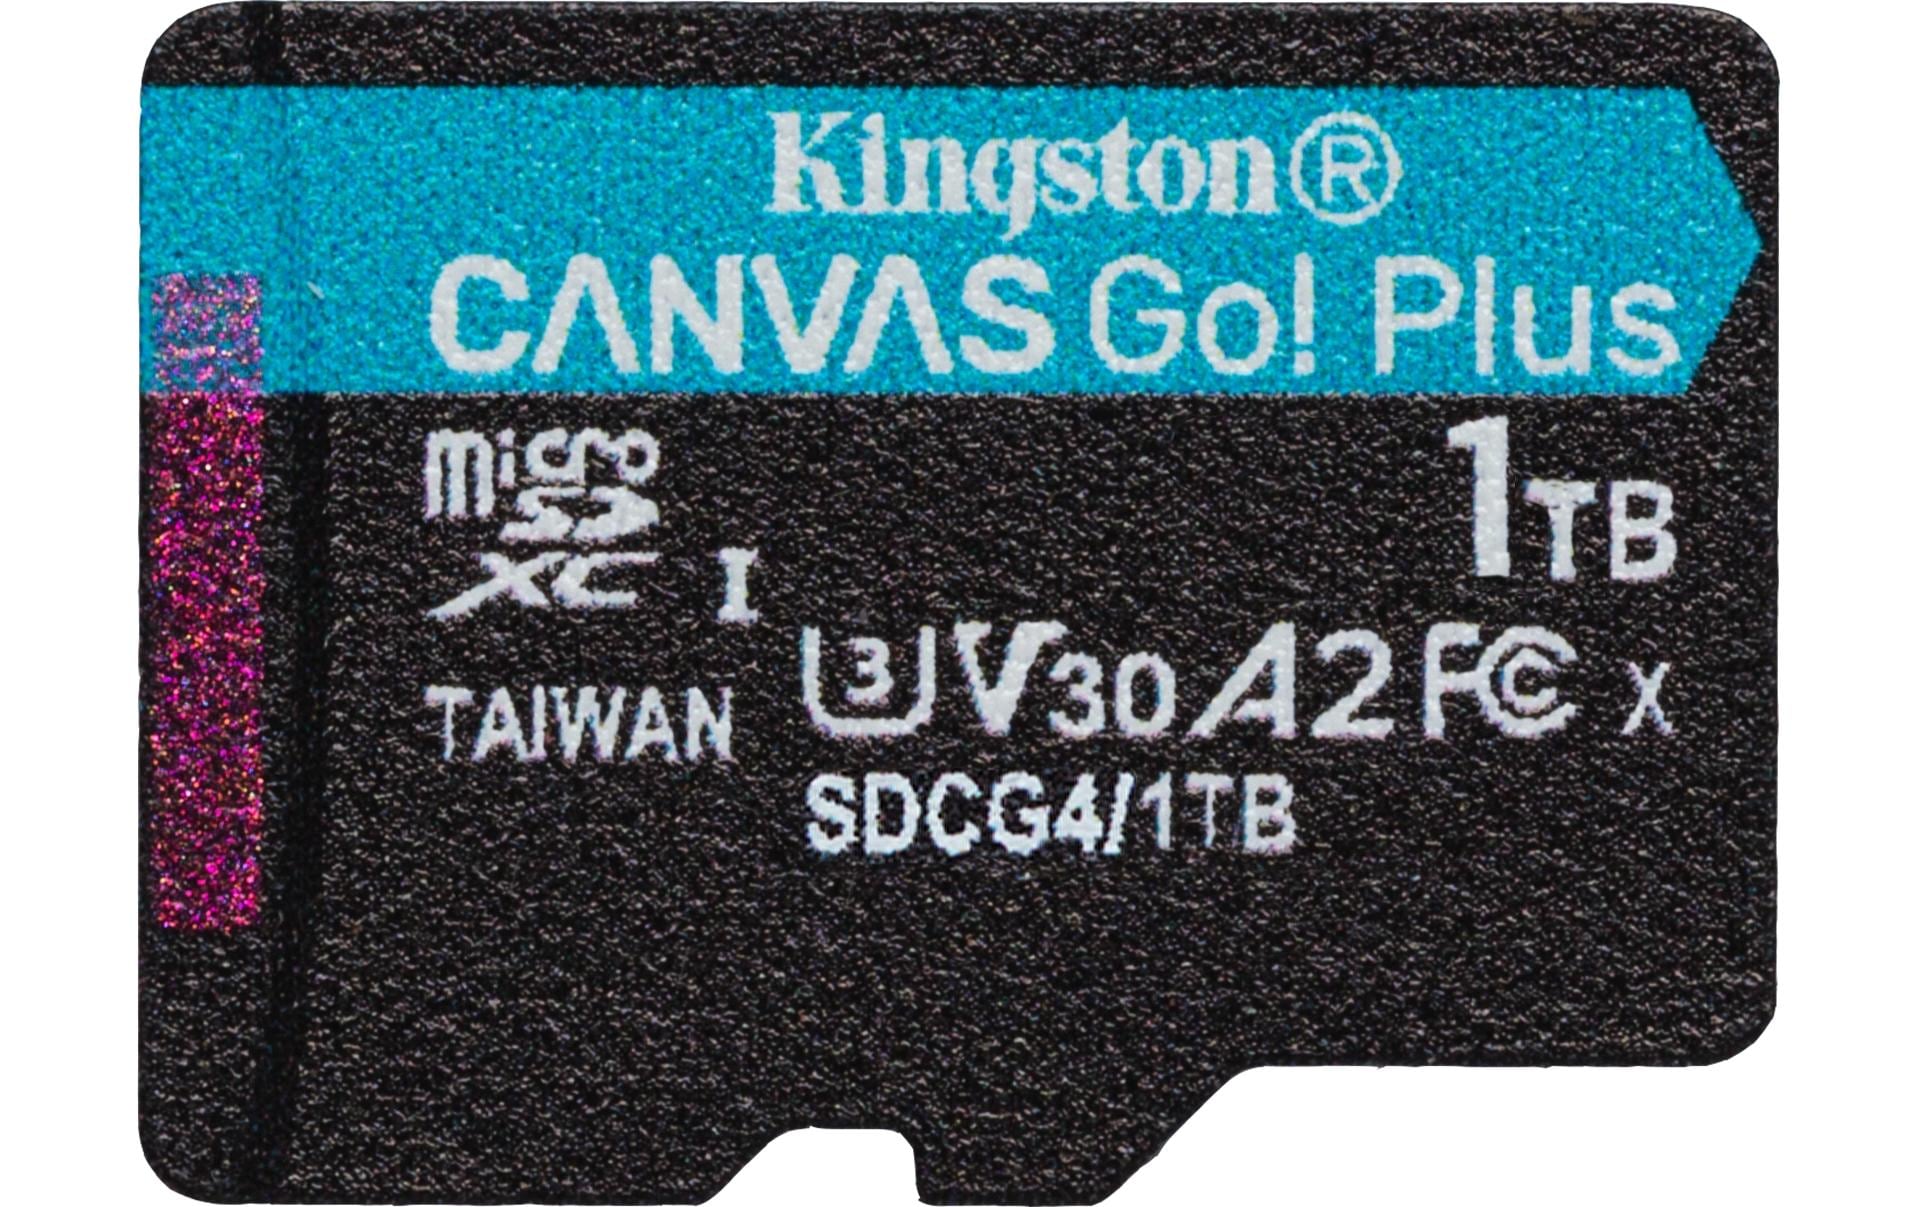 Kingston®
CANVAS Go! Plus
micro
SD
XC I
1TB
U3 V30 A2 FC X
TAIWAN
SDCG4/1TB